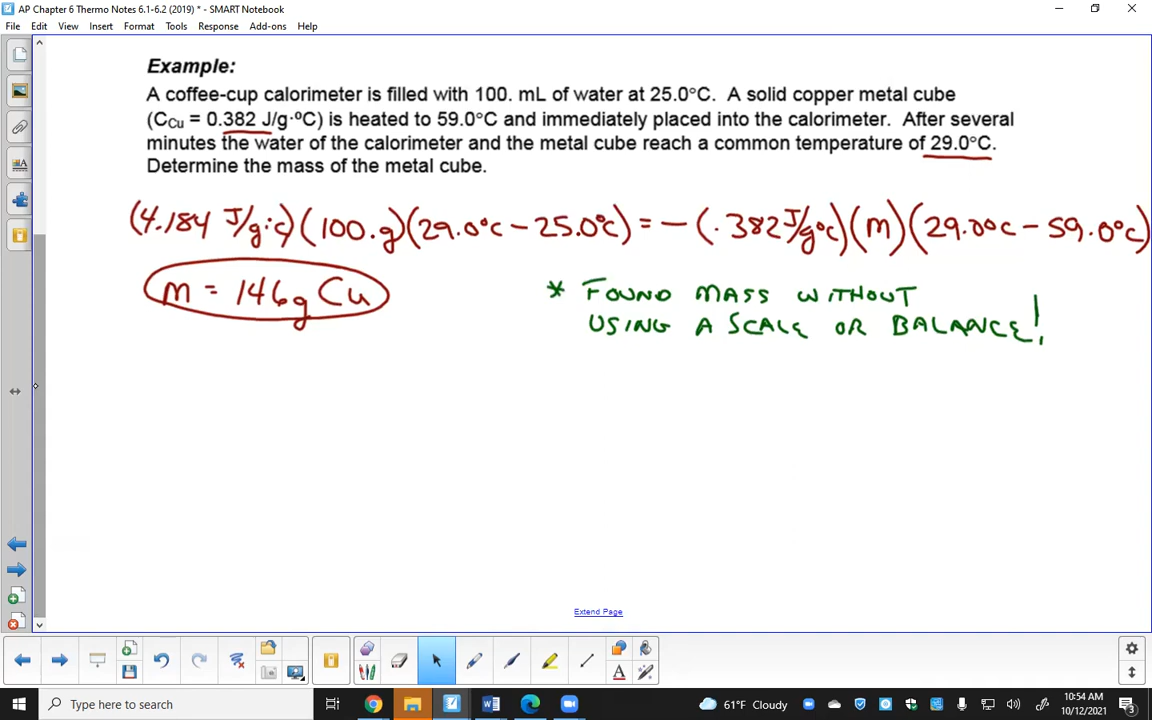 AP Chapter 6 Thermo Notes 6.1-6.2 (2019) * - SMART Notebook
File Edit View Insert Format Tools Response Add-ons Help
Example:
A coffee-cup calorimeter is filled with 100. mL of water at 25.0°C. A solid copper metal cube
(CCu = 0.382 J/g·ºC) is heated to 59.0°C and immediately placed into the calorimeter. After several
minutes the water of the calorimeter and the metal cube reach a common temperature of 29.0°C.
Determine the mass of the metal cube.
(4.184 J/g·°C)(100.g)(29.0°C - 25.0°C) = - (.382 J/g°C)(m)(29.0°C - 59.0°C)
m = 146g Cu
* FOUND MASS WITHOUT
USING A SCALE OR BALANCE!
Extend Page
Type here to search
61°F Cloudy
10:54 AM
10/12/2021
3